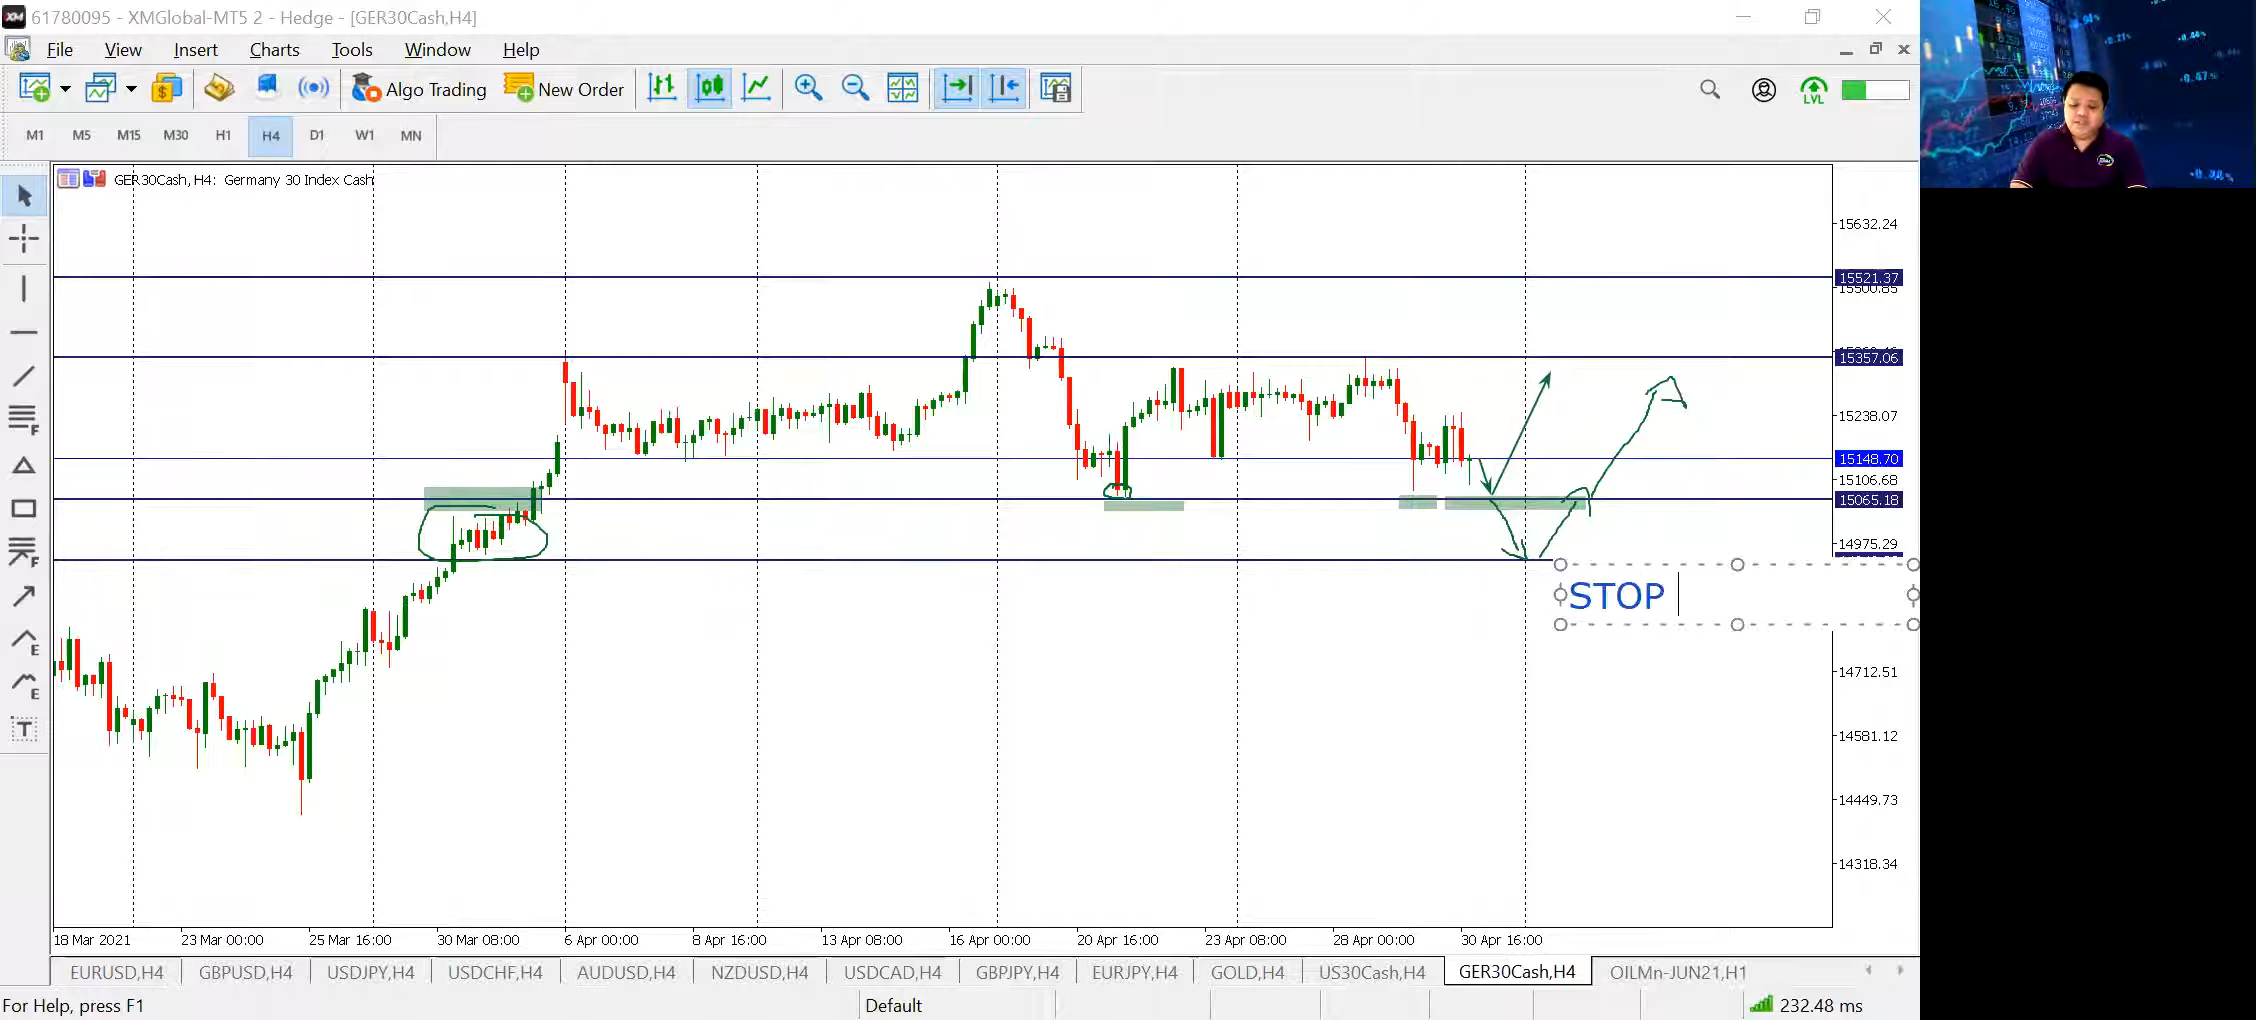 61780095 - XMGlobal-MT5 2 - Hedge - [GER30Cash,H4]
File View Insert Charts Tools Window Help
Algo Trading New Order
LVL
M1 M5 M15 M30 H1 H4 D1 W1 MN
GER30Cash, H4: Germany 30 Index Cash
15632.24
15521.37
15500.85
15357.06
15238.07
15148.70
15106.68
15065.18
14975.29
STOP
14712.51
14581.12
14449.73
14318.34
18 Mar 2021 23 Mar 00:00 25 Mar 16:00 30 Mar 08:00 6 Apr 00:00 8 Apr 16:00 13 Apr 08:00 16 Apr 00:00 20 Apr 16:00 23 Apr 08:00 28 Apr 00:00 30 Apr 16:00
EURUSD,H4 GBPUSD,H4 USDJPY,H4 USDCHF,H4 AUDUSD,H4 NZDUSD,H4 USDCAD,H4 GBPJPY,H4 EURJPY,H4 GOLD,H4 US30Cash,H4 GER30Cash,H4 OILMn-JUN21,H1
For Help, press F1 Default 232.48 ms